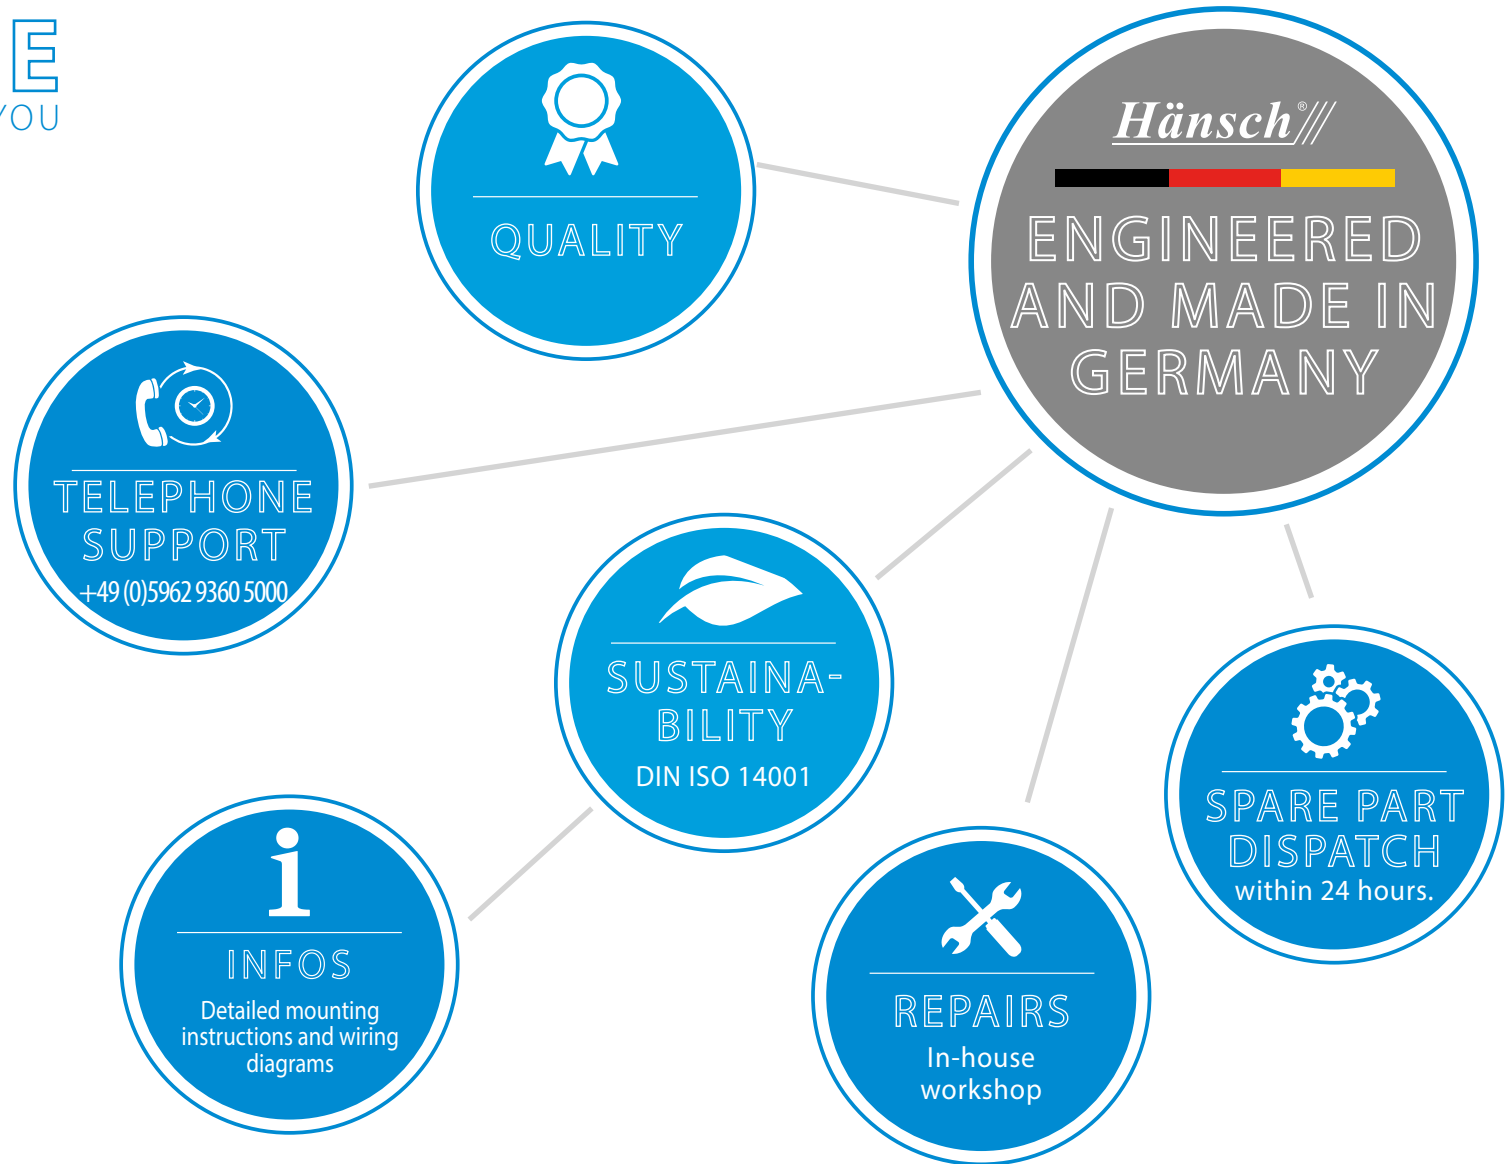 E
YOU
QUALITY
Hänsch®
ENGINEERED
AND MADE IN
GERMANY
TELEPHONE
SUPPORT
+49 (0)5962 9360 5000
SUSTAINA-
BILITY
DIN ISO 14001
SPARE PART
DISPATCH
within 24 hours.
INFOS
Detailed mounting
instructions and wiring
diagrams
REPAIRS
In-house
workshop